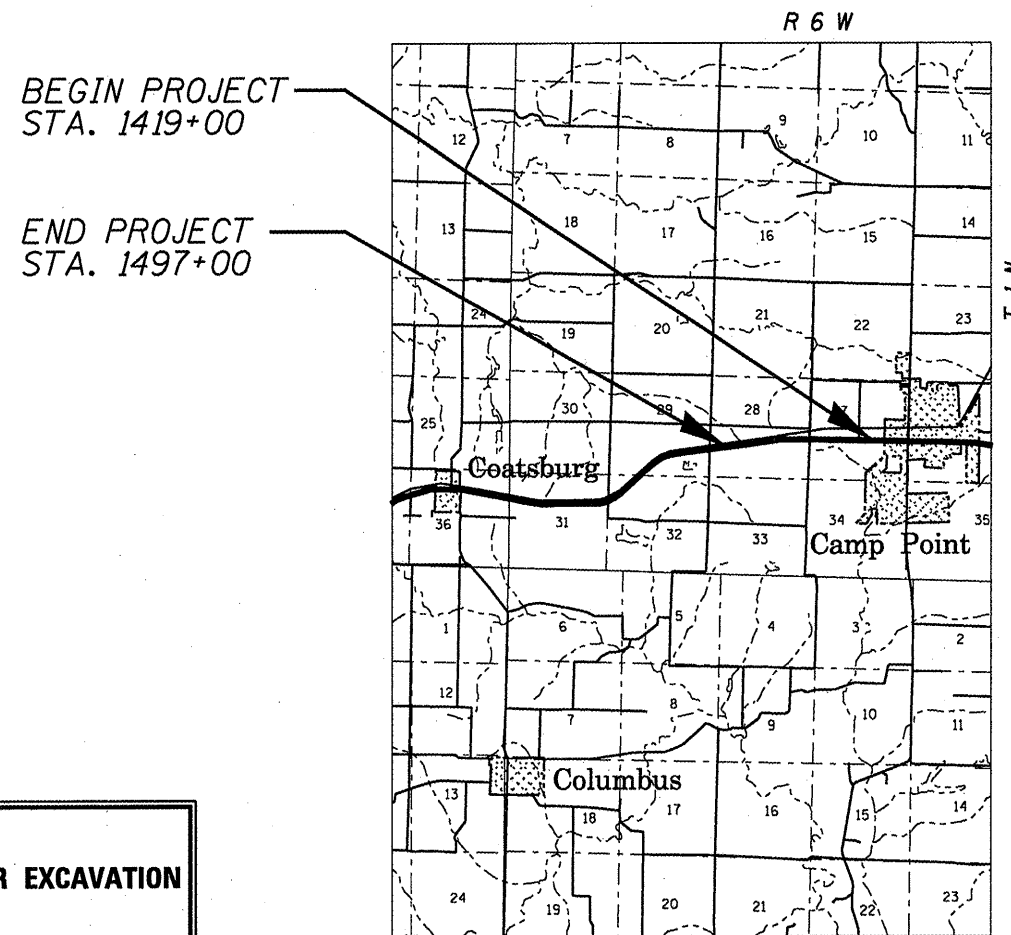 R 6 W
BEGIN PROJECT
STA. 1419+00
END PROJECT
STA. 1497+00
12 7 8 9 10 11
13 18 17 16 15 14
24 19 20 21 22 23
25 30 29 28
Coatsburg
36 31 32 33 34 35
Camp Point
1 6 5 4 3 2
12 7 8 9 10 11
Columbus
13 18 17 16 15 14
24 19 20 21 22 23
EXCAVATION